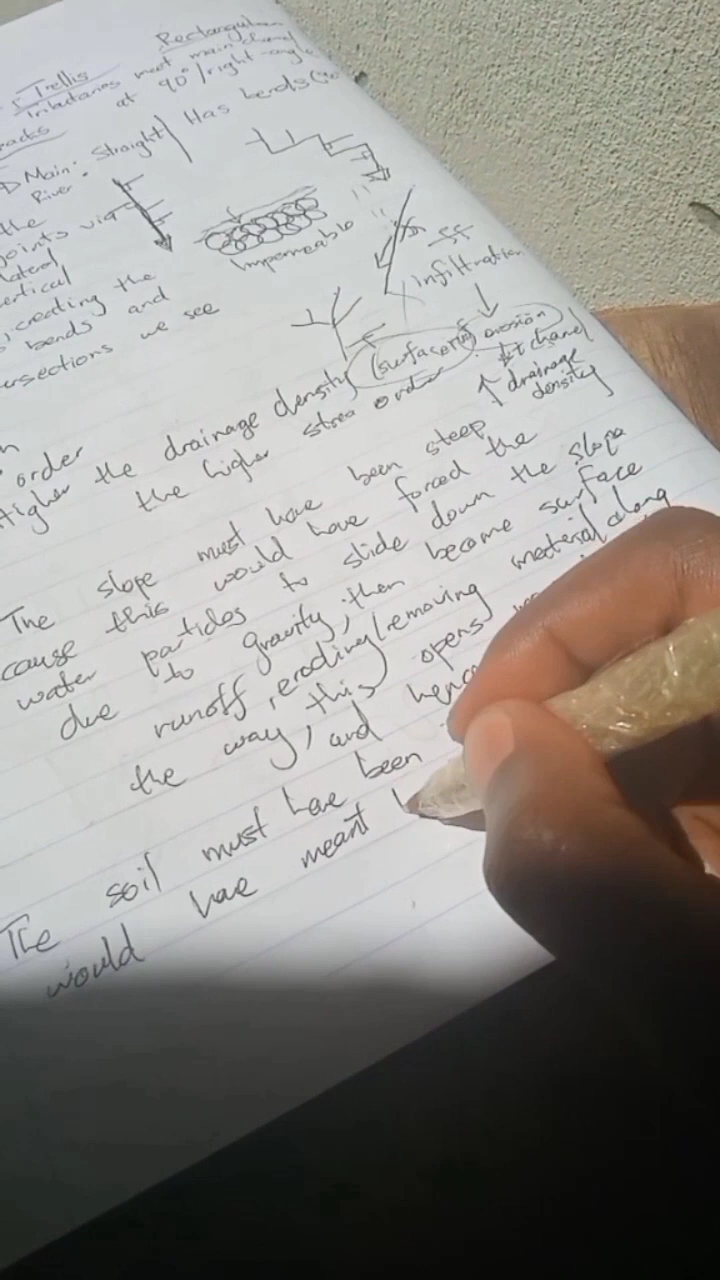 Rectangular
Trellis
tributaries meet main channel
at 90°/right-angle
Main: Straight | Has bends
River
the
joints via
lateral
vertical
Impermeable
infiltration
creating the
bends and
we see
(surface) erosion
channel
↑ drainage
density
order
Higher the drainage density
the higher order
The slope must have been steep
cause this would have forced the
water particles to slide down the slope
due to gravity, then become surface
runoff, eroding/removing material along
the way, this opens
and hence
The soil must have been
would have meant